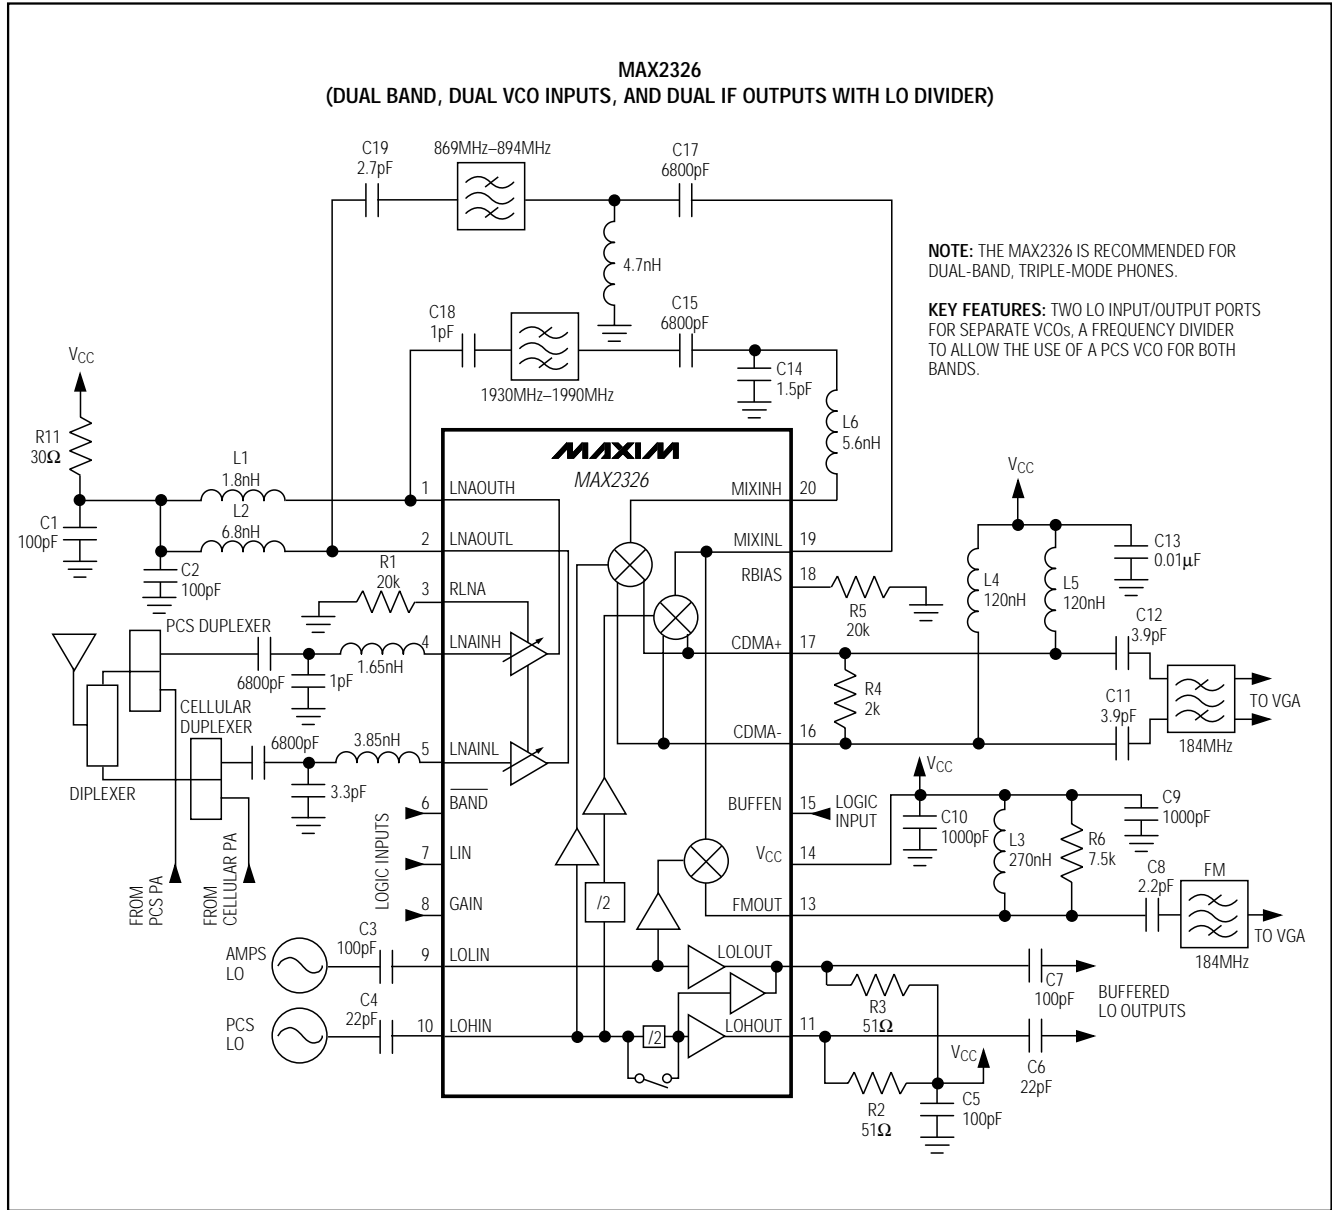 MAX2326
(DUAL BAND, DUAL VCO INPUTS, AND DUAL IF OUTPUTS WITH LO DIVIDER)
C19
2.7pF
869MHz–894MHz
C17
6800pF
4.7nH
NOTE: THE MAX2326 IS RECOMMENDED FOR
DUAL-BAND, TRIPLE-MODE PHONES.
KEY FEATURES: TWO LO INPUT/OUTPUT PORTS
FOR SEPARATE VCOs, A FREQUENCY DIVIDER
TO ALLOW THE USE OF A PCS VCO FOR BOTH
BANDS.
C18
1pF
1930MHz–1990MHz
C15
6800pF
C14
1.5pF
L6
5.6nH
VCC
R11
30Ω
C1
100pF
L1
1.8nH
L2
6.8nH
C2
100pF
MAXIM
MAX2326
1
LNAOUTH
2
LNAOUTL
R1
20k
3
RLNA
PCS DUPLEXER
6800pF
1pF
1.65nH
4
LNAINH
CELLULAR
DUPLEXER
6800pF
3.3pF
3.85nH
5
LNAINL
DIPLEXER
FROM
PCS PA
FROM
CELLULAR PA
LOGIC INPUTS
6
BAND
7
LIN
8
GAIN
AMPS
LO
C3
100pF
9
LOLIN
PCS
LO
C4
22pF
10
LOHIN
/2
/2
MIXINH
20
MIXINL
19
RBIAS
18
R5
20k
CDMA+
17
R4
2k
CDMA-
16
VCC
L4
120nH
L5
120nH
C13
0.01µF
C12
3.9pF
C11
3.9pF
184MHz
TO VGA
BUFFEN
15
LOGIC
INPUT
VCC
14
VCC
C10
1000pF
L3
270nH
R6
7.5k
C9
1000pF
FMOUT
13
C8
2.2pF
FM
184MHz
TO VGA
LOLOUT
C7
100pF
R3
51Ω
BUFFERED
LO OUTPUTS
LOHOUT
11
C6
22pF
R2
51Ω
VCC
C5
100pF